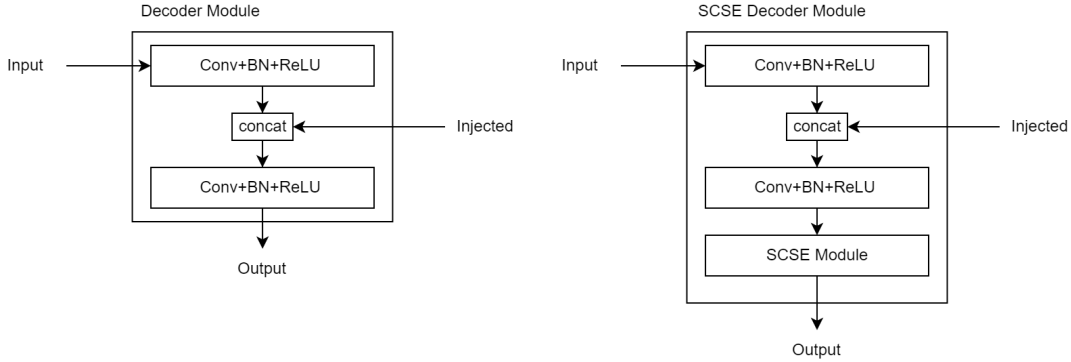 Decoder Module
Input
Conv+BN+ReLU
concat
Injected
Conv+BN+ReLU
Output
SCSE Decoder Module
Input
Conv+BN+ReLU
concat
Injected
Conv+BN+ReLU
SCSE Module
Output